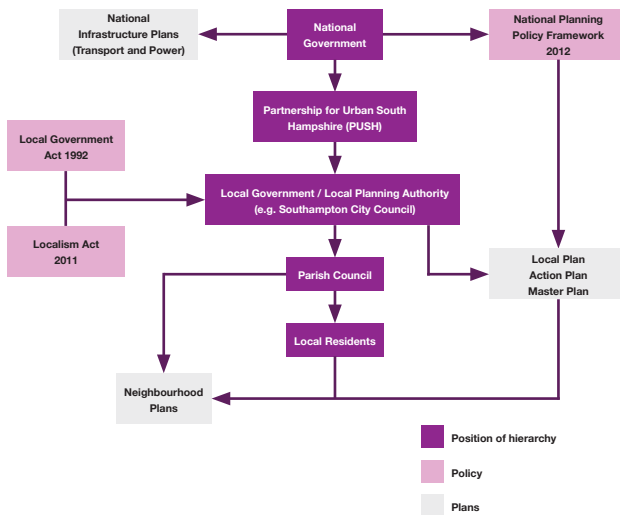 National
Infrastructure Plans
(Transport and Power)
National
Government
National Planning
Policy Framework
2012
Partnership for Urban South
Hampshire (PUSH)
Local Government
Act 1992
Local Government / Local Planning Authority
(e.g. Southampton City Council)
Localism Act
2011
Parish Council
Local Plan
Action Plan
Master Plan
Local Residents
Neighbourhood
Plans
Position of hierarchy
Policy
Plans